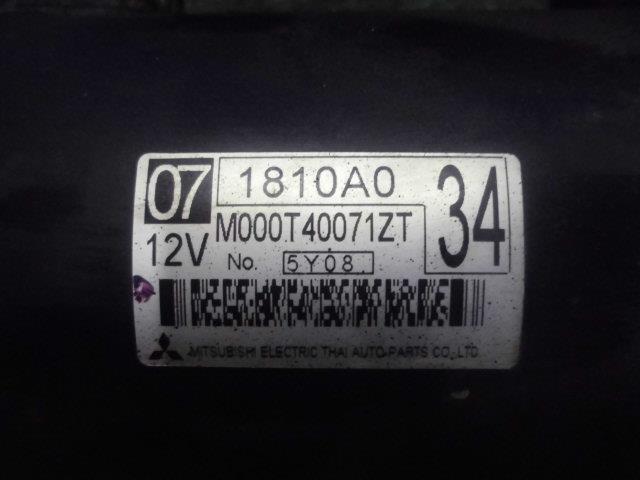 07 1810A0 34
12V M000T40071ZT
No. 5Y08
MITSUBISHI ELECTRIC THAI AUTO-PARTS CO., LTD.